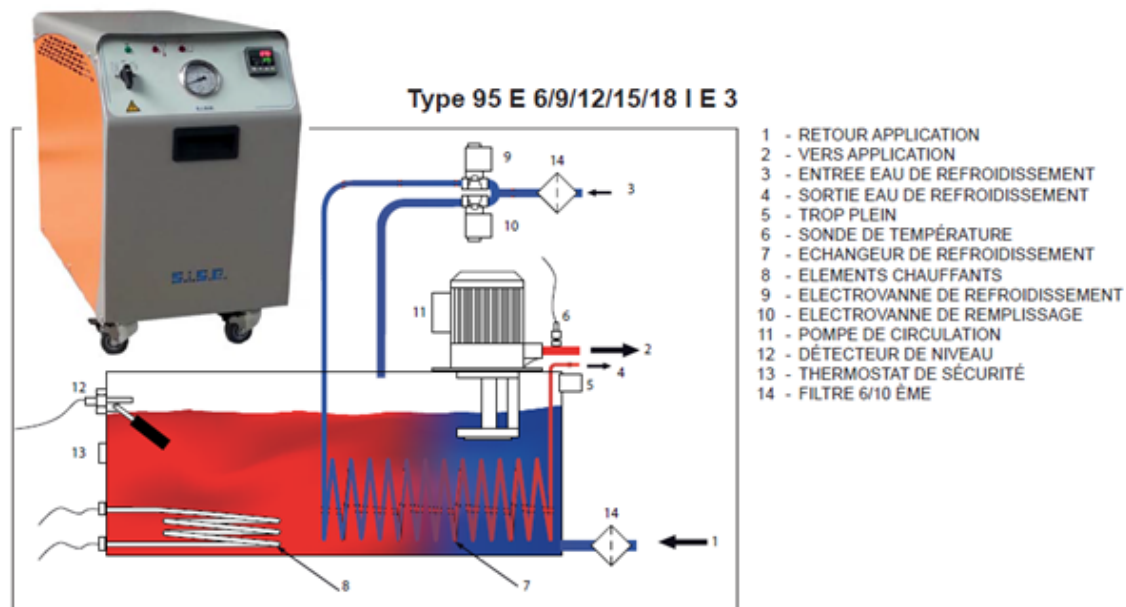 S.I.S.E
Type 95 E 6/9/12/15/18 I E 3
1 - RETOUR APPLICATION
2 - VERS APPLICATION
3 - ENTREE EAU DE REFROIDISSEMENT
4 - SORTIE EAU DE REFROIDISSEMENT
5 - TROP PLEIN
6 - SONDE DE TEMPÉRATURE
7 - ECHANGEUR DE REFROIDISSEMENT
8 - ELEMENTS CHAUFFANTS
9 - ELECTROVANNE DE REFROIDISSEMENT
10 - ELECTROVANNE DE REMPLISSAGE
11 - POMPE DE CIRCULATION
12 - DÉTECTEUR DE NIVEAU
13 - THERMOSTAT DE SÉCURITÉ
14 - FILTRE 6/10 ÈME
9
14
3
10
11
6
2
4
5
12
13
14
1
8
7